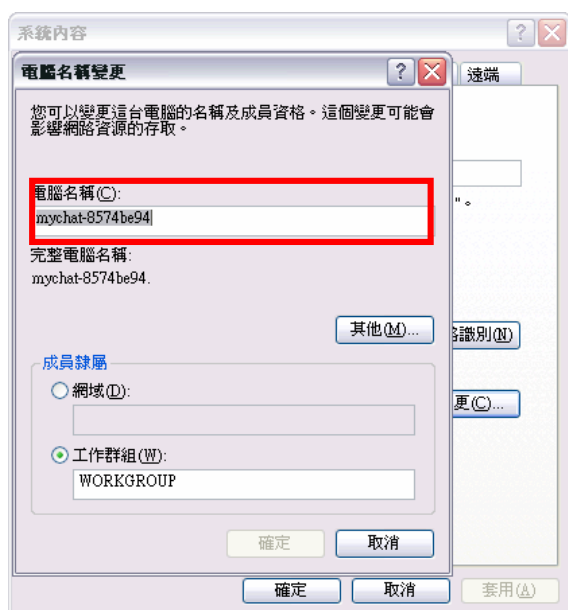 系統內容
電腦名稱變更
遠端
您可以變更這台電腦的名稱及成員資格。這個變更可能會
影響網路資源的存取。
電腦名稱(C):
mychat-8574be94
"。
完整電腦名稱:
mychat-8574be94.
其他(M)...
識別(N)
成員隸屬
網域(D):
更(C)...
工作群組(W):
WORKGROUP
確定
取消
確定
取消
套用(A)